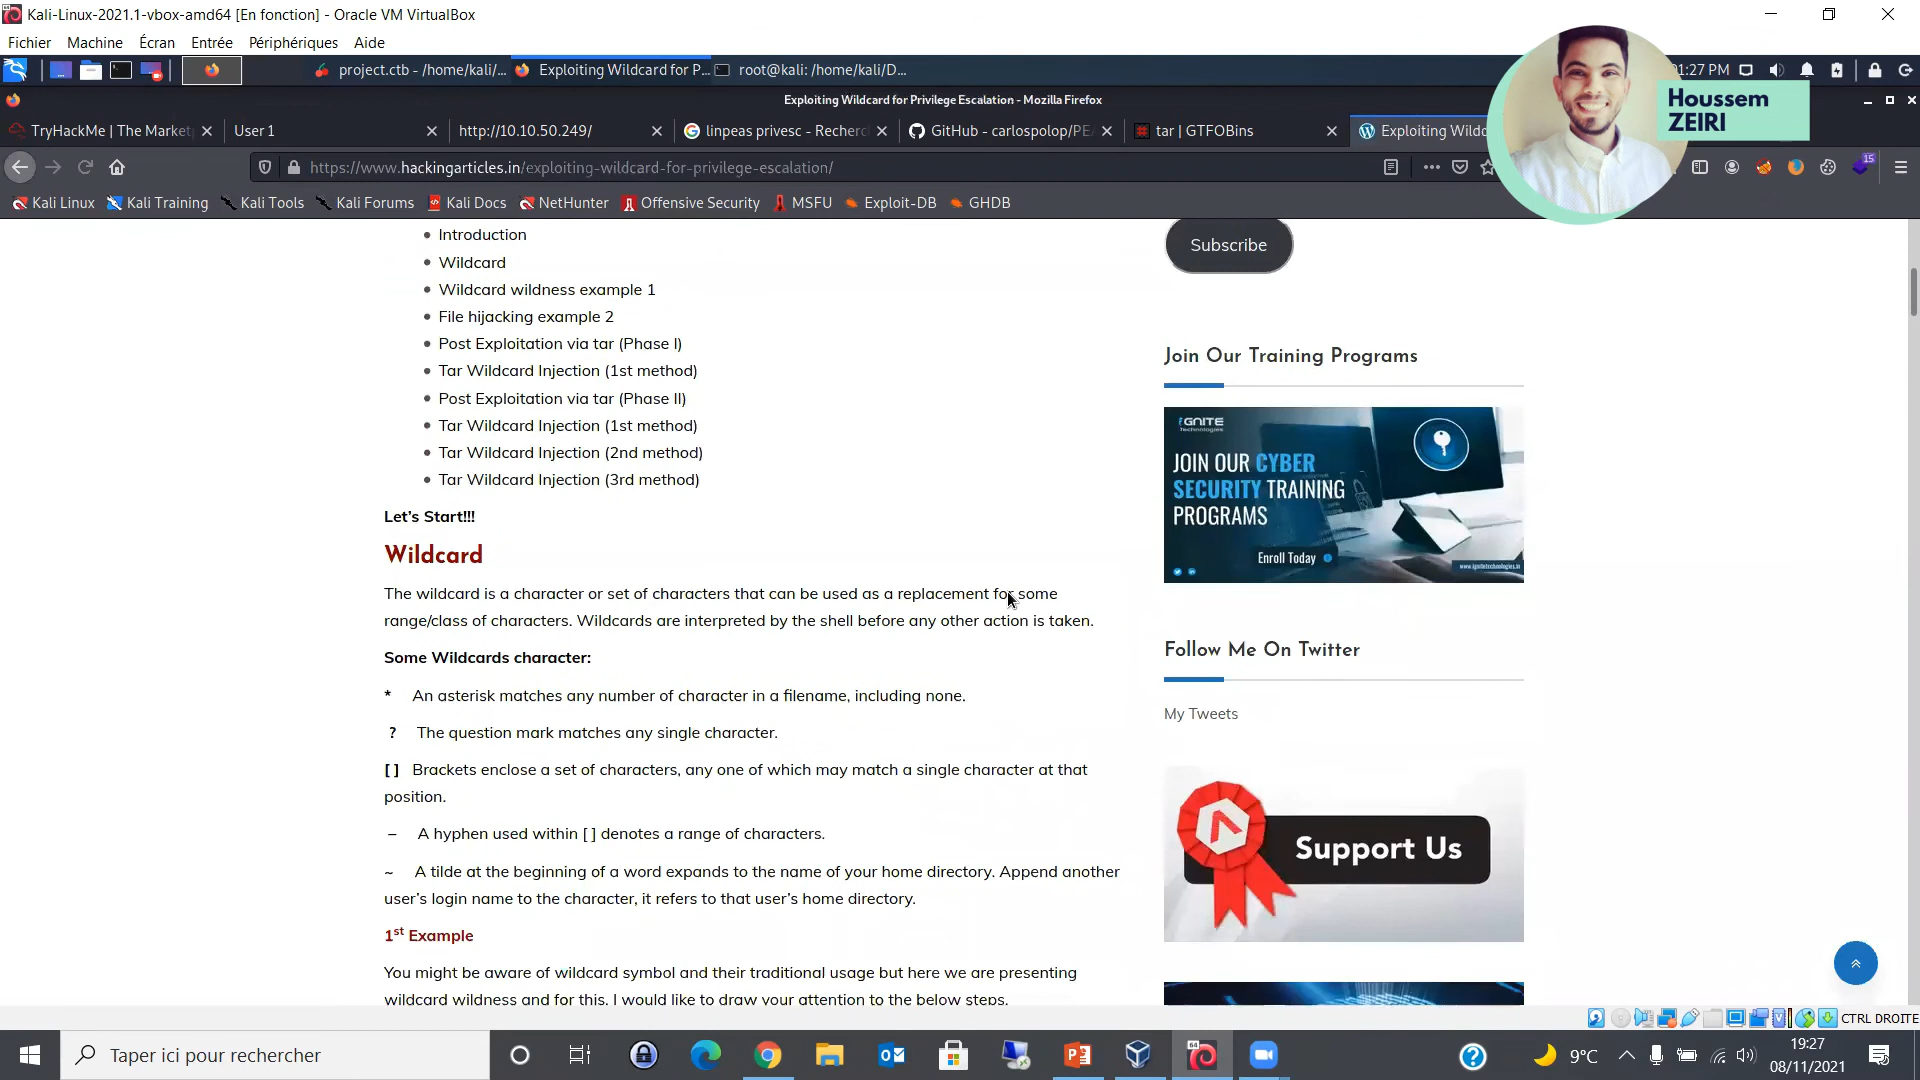 Kali-Linux-2021.1-vbox-amd64 [En fonction] - Oracle VM VirtualBox
Fichier Machine Écran Entrée Périphériques Aide
project.ctb - /home/kali/... Exploiting Wildcard for P... root@kali: /home/kali/D... 01:27 PM
Exploiting Wildcard for Privilege Escalation - Mozilla Firefox
Houssem
ZEIRI
TryHackMe | The Market User 1 http://10.10.50.249/ linpeas privesc - Recherc GitHub - carlospolop/PEA tar | GTFOBins Exploiting Wildc
https://www.hackingarticles.in/exploiting-wildcard-for-privilege-escalation/ 15
Kali Linux Kali Training Kali Tools Kali Forums Kali Docs NetHunter Offensive Security MSFU Exploit-DB GHDB
• Introduction
• Wildcard
• Wildcard wildness example 1
• File hijacking example 2
• Post Exploitation via tar (Phase I)
• Tar Wildcard Injection (1st method)
• Post Exploitation via tar (Phase II)
• Tar Wildcard Injection (1st method)
• Tar Wildcard Injection (2nd method)
• Tar Wildcard Injection (3rd method)
Let's Start!!!
Wildcard
The wildcard is a character or set of characters that can be used as a replacement for some
range/class of characters. Wildcards are interpreted by the shell before any other action is taken.
Some Wildcards character:
* An asterisk matches any number of character in a filename, including none.
? The question mark matches any single character.
[ ] Brackets enclose a set of characters, any one of which may match a single character at that
position.
– A hyphen used within [ ] denotes a range of characters.
~ A tilde at the beginning of a word expands to the name of your home directory. Append another
user's login name to the character, it refers to that user's home directory.
1st Example
You might be aware of wildcard symbol and their traditional usage but here we are presenting
wildcard wildness and for this. I would like to draw your attention to the below steps.
Subscribe
Join Our Training Programs
IGNITE
Technologies
JOIN OUR CYBER
SECURITY TRAINING
PROGRAMS
Enroll Today
www.ignitetechnologies.in
Follow Me On Twitter
My Tweets
Support Us
CTRL DROITE
Taper ici pour rechercher
64
9°C
19:27
08/11/2021